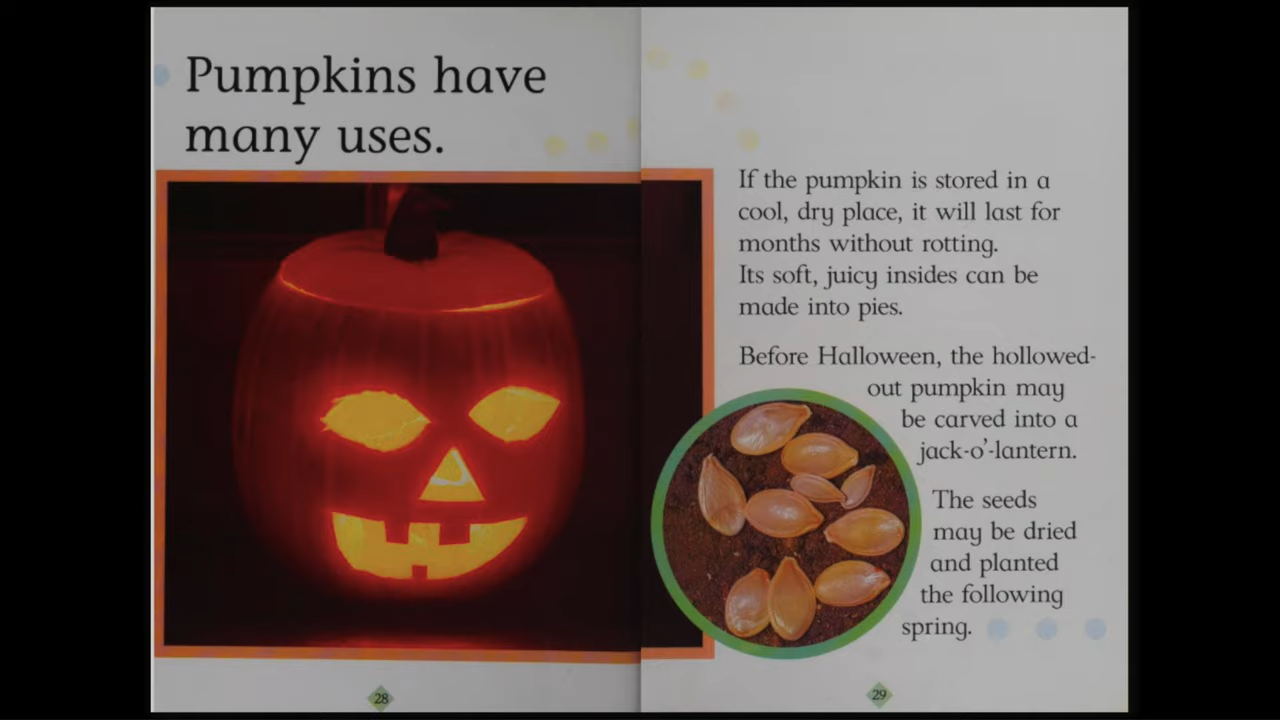 Pumpkins have
many uses.
If the pumpkin is stored in a
cool, dry place, it will last for
months without rotting.
Its soft, juicy insides can be
made into pies.
Before Halloween, the hollowed-
out pumpkin may
be carved into a
jack-o’-lantern.
The seeds
may be dried
and planted
the following
spring.
28
29